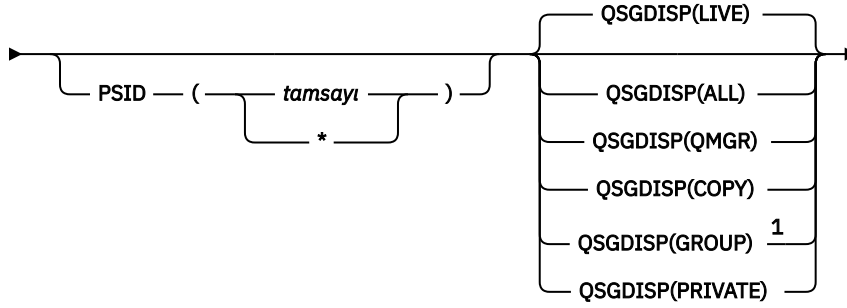 QSGDISP(LIVE)
PSID ( tamsayı )
*
QSGDISP(ALL)
QSGDISP(QMGR)
QSGDISP(COPY)
QSGDISP(GROUP) 1
QSGDISP(PRIVATE)